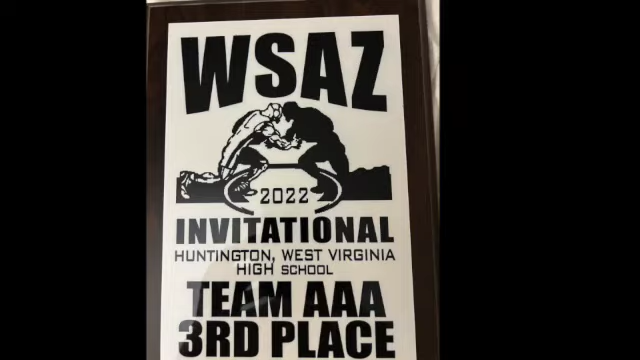 WSAZ
2022
INVITATIONAL
HUNTINGTON, WEST VIRGINIA
HIGH SCHOOL
TEAM AAA
3RD PLACE